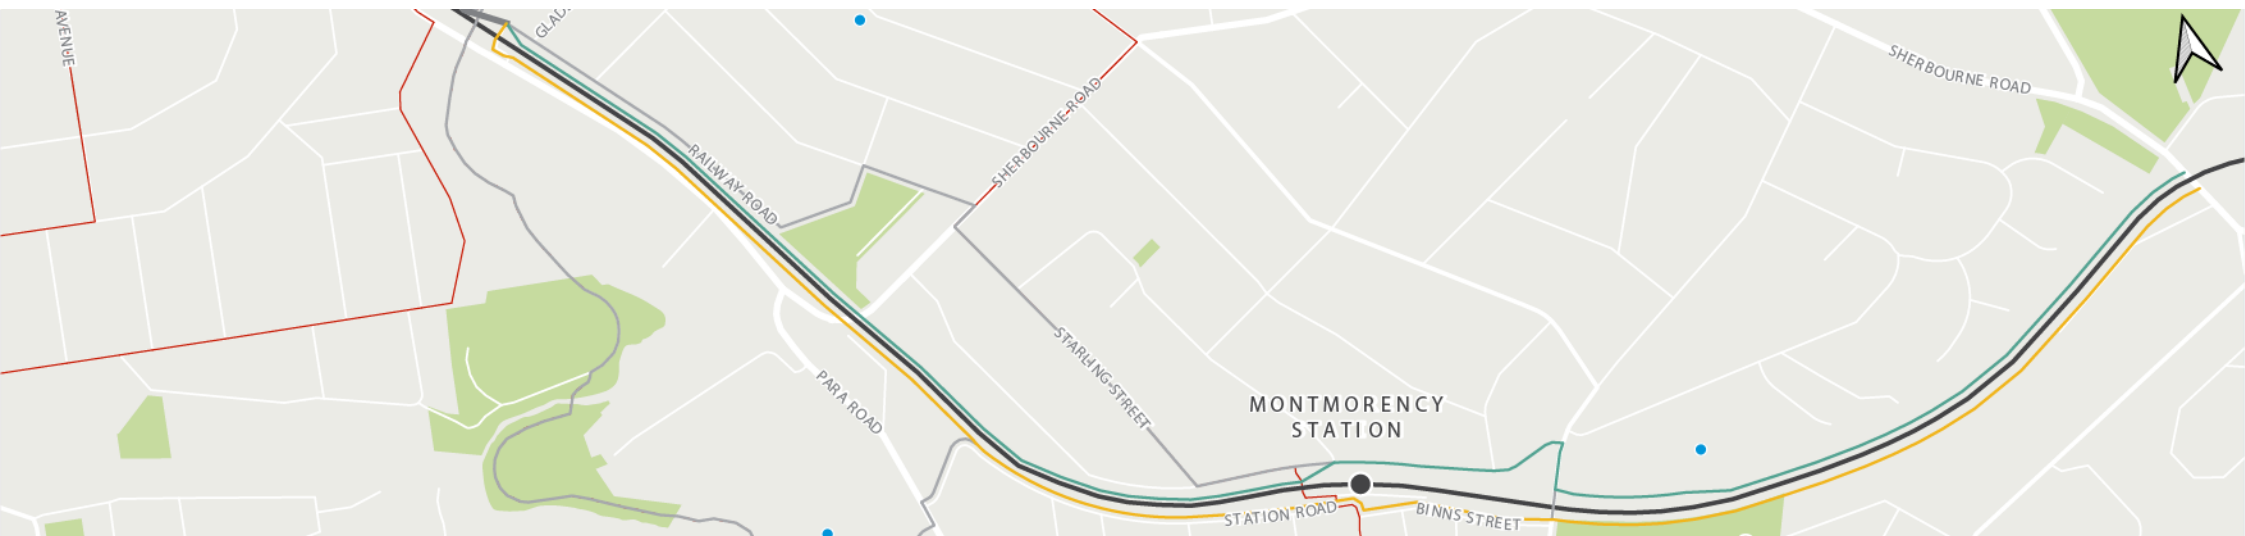 AVENUE
SHERBOURNE ROAD
SHERBOURNE ROAD
RAILWAY ROAD
STARLING STREET
PARA ROAD
MONTMORENCY
STATION
STATION ROAD
BINNS STREET